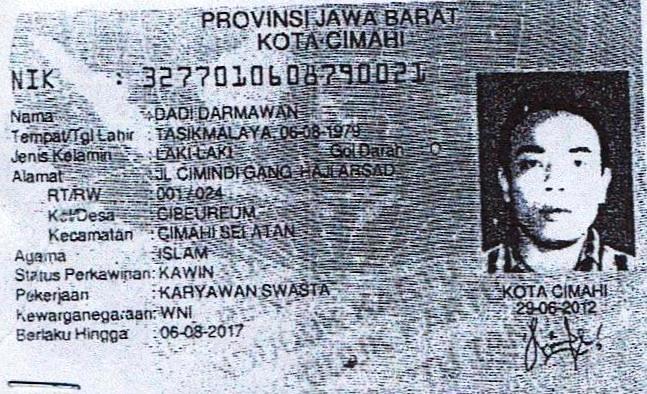 PROVINSI JAWA BARAT
KOTA CIMAHI
NIK : 3277010608790021
Nama : DADI DARMAWAN
Tempat/Tgl Lahir : TASIKMALAYA, 06-08-1979
Jenis Kelamin : LAKI-LAKI Gol Darah O
Alamat : JL CIMINDI GANG HAJI ARSAD
RT/RW : 001/024
Kel/Desa : CIBEUREUM
Kecamatan : CIMAHI SELATAN
Agama : ISLAM
Status Perkawinan: KAWIN
Pekerjaan : KARYAWAN SWASTA
Kewarganegaraan: WNI
Berlaku Hingga : 06-08-2017
KOTA CIMAHI
29-06-2012